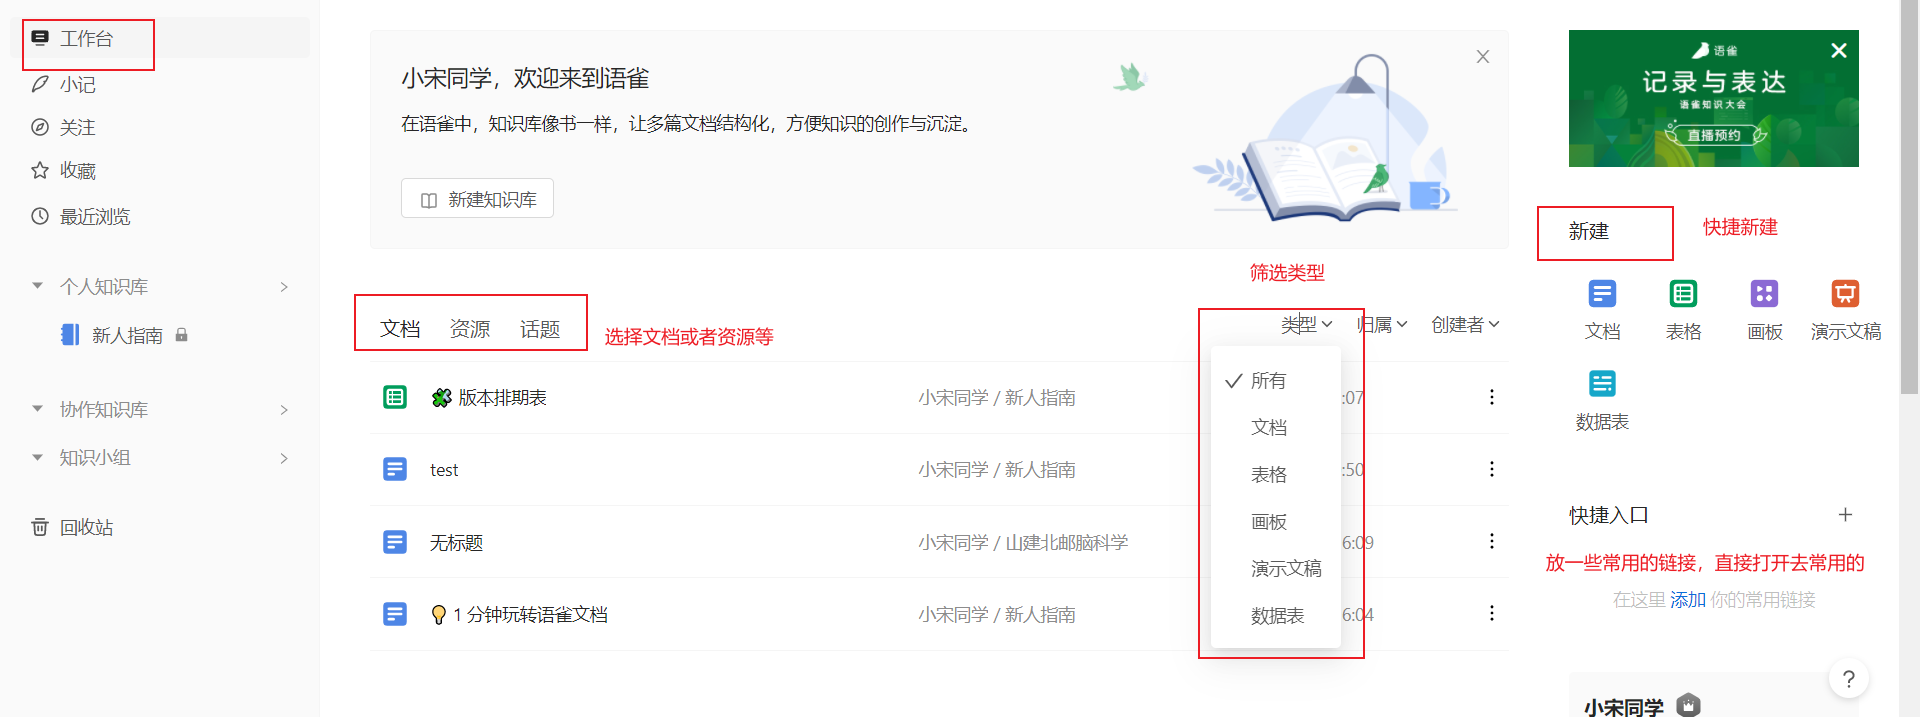 工作台
小记
关注
收藏
最近浏览
个人知识库
新人指南
协作知识库
知识小组
回收站
小宋同学，欢迎来到语雀
在语雀中，知识库像书一样，让多篇文档结构化，方便知识的创作与沉淀。
新建知识库
筛选类型
文档 资源 话题
选择文档或者资源等
类型 归属 创建者
版本排期表 小宋同学 / 新人指南 :07
test 小宋同学 / 新人指南 :50
无标题 小宋同学 / 山建北邮脑科学 6:09
1 分钟玩转语雀文档 小宋同学 / 新人指南 6:04
所有
文档
表格
画板
演示文稿
数据表
语雀
记录与表达
语雀知识大会
直播预约
新建
快捷新建
文档 表格 画板 演示文稿
数据表
快捷入口
放一些常用的链接，直接打开去常用的
在这里 添加 你的常用链接
?
小宋同学